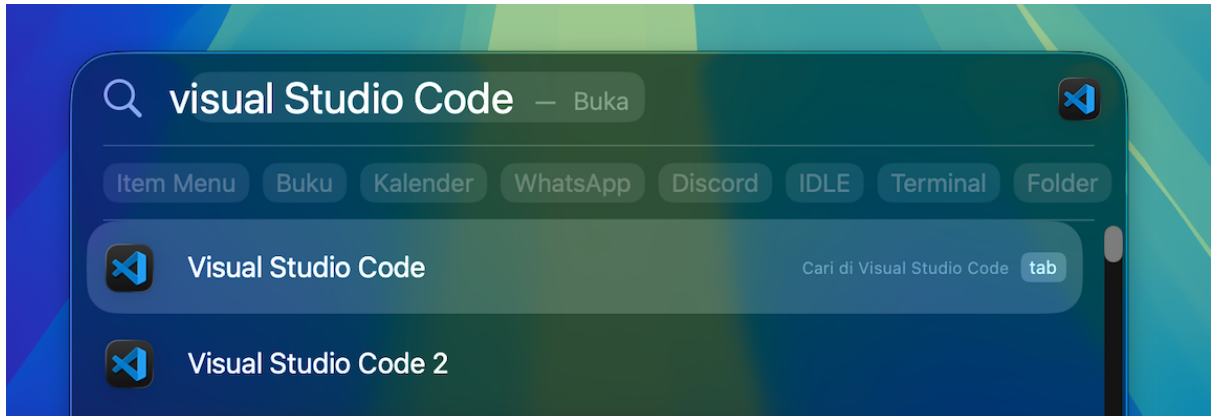 visual Studio Code — Buka
Item Menu Buku Kalender WhatsApp Discord IDLE Terminal Folder
Visual Studio Code Cari di Visual Studio Code tab
Visual Studio Code 2